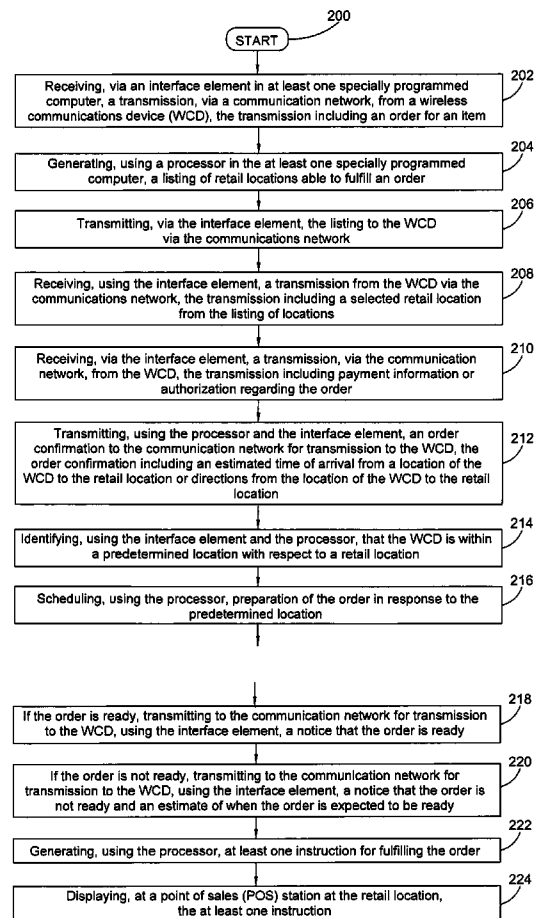 200
START
202
Receiving, via an interface element in at least one specially programmed
computer, a transmission, via a communication network, from a wireless
communications device (WCD), the transmission including an order for an item
204
Generating, using a processor in the at least one specially programmed
computer, a listing of retail locations able to fulfill an order
206
Transmitting, via the interface element, the listing to the WCD
via the communications network
208
Receiving, using the interface element, a transmission from the WCD via the
communications network, the transmission including a selected retail location
from the listing of locations
210
Receiving, via the interface element, a transmission, via the communication
network, from the WCD, the transmission including payment information or
authorization regarding the order
212
Transmitting, using the processor and the interface element, an order
confirmation to the communication network for transmission to the WCD, the
order confirmation including an estimated time of arrival from a location of the
WCD to the retail location or directions from the location of the WCD to the retail
location
214
Identifying, using the interface element and the processor, that the WCD is within
a predetermined location with respect to a retail location
216
Scheduling, using the processor, preparation of the order in response to the
predetermined location
218
If the order is ready, transmitting to the communication network for transmission
to the WCD, using the interface element, a notice that the order is ready
220
If the order is not ready, transmitting to the communication network for
transmission to the WCD, using the interface element, a notice that the order is
not ready and an estimate of when the order is expected to be ready
222
Generating, using the processor, at least one instruction for fulfilling the order
224
Displaying, at a point of sales (POS) station at the retail location,
the at least one instruction